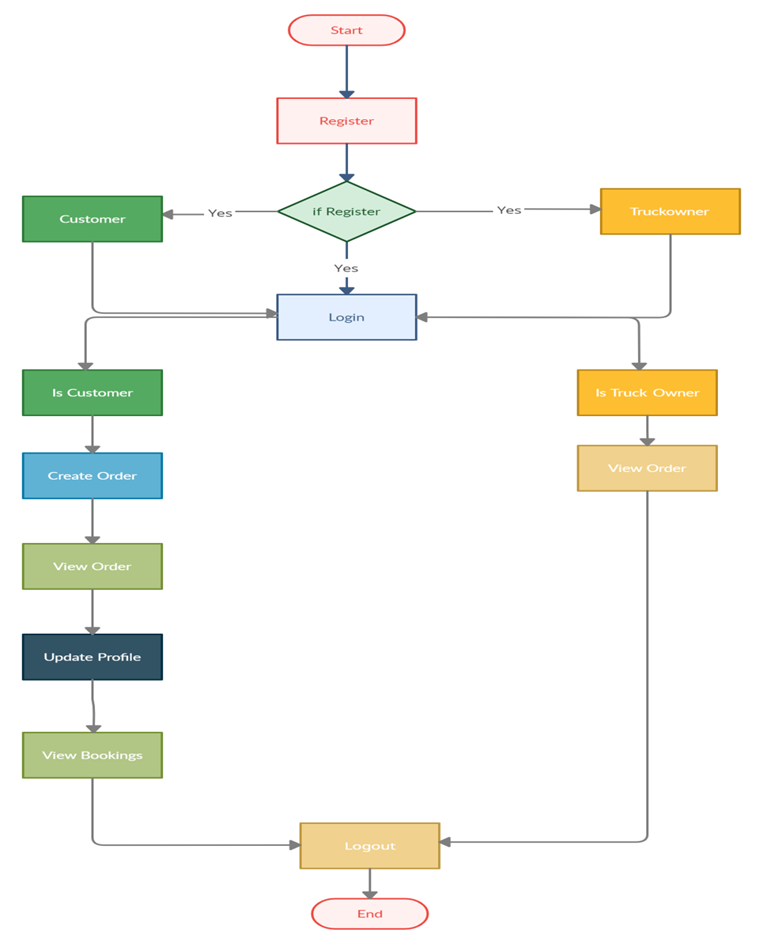 Start
Register
if Register
Customer
Yes
Yes
Truckowner
Yes
Login
Is Customer
Is Truck Owner
Create Order
View Order
View Order
Update Profile
View Bookings
Logout
End